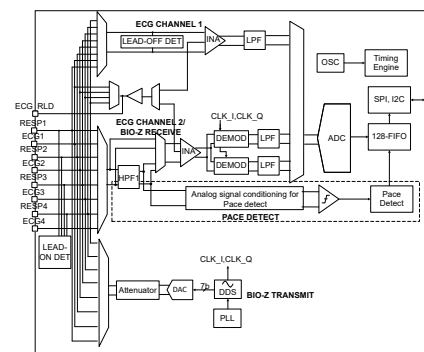 ECG CHANNEL 1
LEAD-OFF DET
INA
LPF
OSC
Timing
Engine
ECG_RLD
RESP1
ECG1
RESP2
ECG2
RESP3
ECG3
RESP4
ECG4
ECG CHANNEL 2/
BIO-Z RECEIVE
CLK_I,CLK_Q
INA
DEMOD
LPF
DEMOD
LPF
ADC
SPI, I2C
128-FIFO
HPF1
Analog signal conditioning for
Pace detect
Pace
Detect
PACE DETECT
LEAD-
ON DET
CLK_I,CLK_Q
Attenuator
DAC
7b
DDS
BIO-Z TRANSMIT
PLL